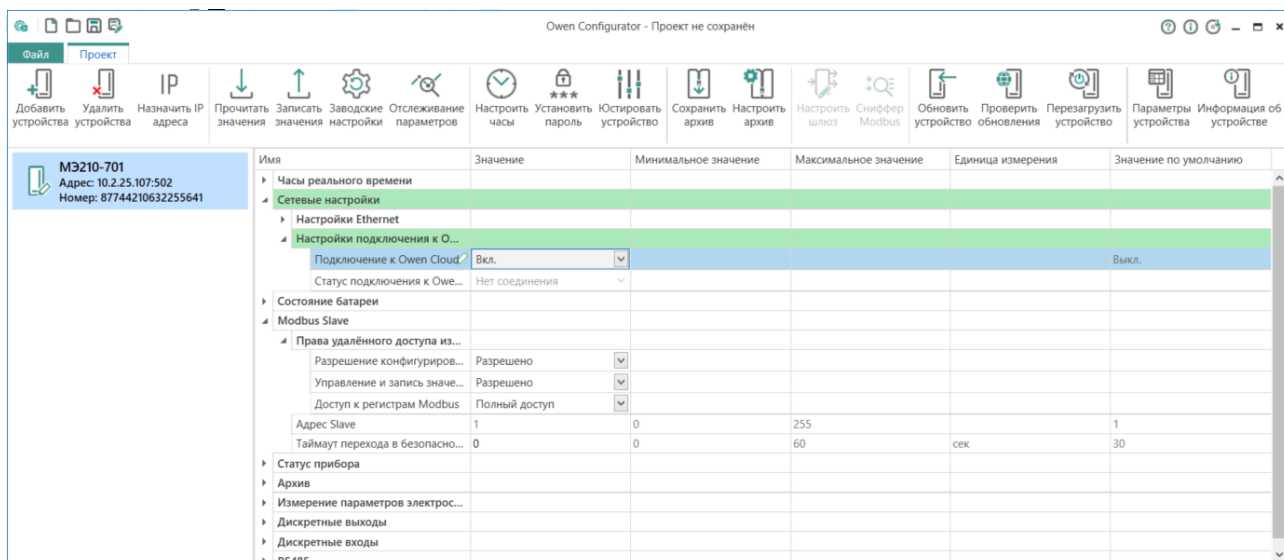 Owen Configurator - Проект не сохранён
Файл Проект
Добавить устройства
Удалить устройства
IP
Назначить IP адреса
Прочитать значения
Записать значения
Заводские настройки
Отслеживание параметров
Настроить часы
***
Установить пароль
Юстировать устройство
Сохранить архив
Настроить архив
Настроить шлюз
Сниффер Modbus
Обновить устройство
Проверить обновления
Перезагрузить устройство
Параметры устройства
Информация об устройстве
МЭ210-701
Адрес: 10.2.25.107:502
Номер: 87744210632255641
Имя Значение Минимальное значение Максимальное значение Единица измерения Значение по умолчанию
Часы реального времени
Сетевые настройки
Настройки Ethernet
Настройки подключения к О...
Подключение к Owen Cloud Вкл. Выкл.
Статус подключения к Owe... Нет соединения
Состояние батареи
Modbus Slave
Права удалённого доступа из...
Разрешение конфигуриров... Разрешено
Управление и запись значе... Разрешено
Доступ к регистрам Modbus Полный доступ
Адрес Slave 1 0 255 1
Таймаут перехода в безопасно... 0 0 60 сек 30
Статус прибора
Архив
Измерение параметров электрос...
Дискретные выходы
Дискретные входы